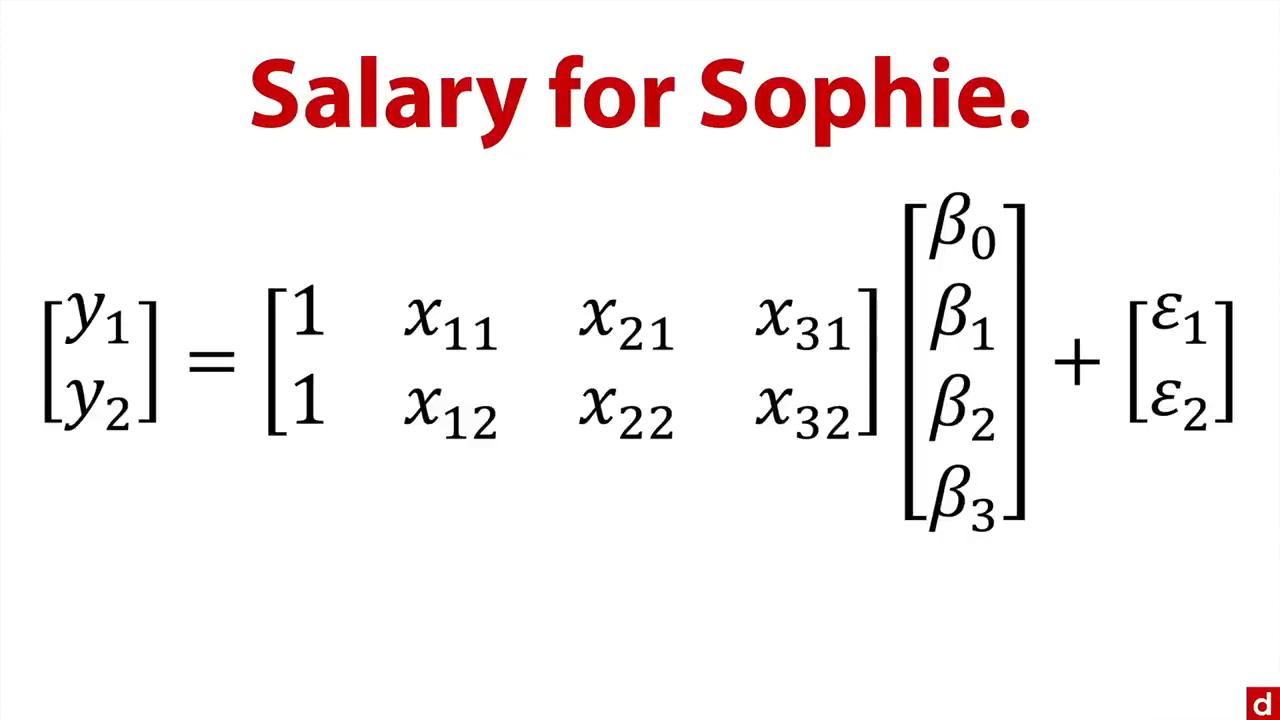 Salary for Sophie.
[y₁ y₂] = [1 x₁₁ x₂₁ x₃₁
1 x₁₂ x₂₂ x₃₂] [β₀ β₁ β₂ β₃] + [ε₁ ε₂]
d